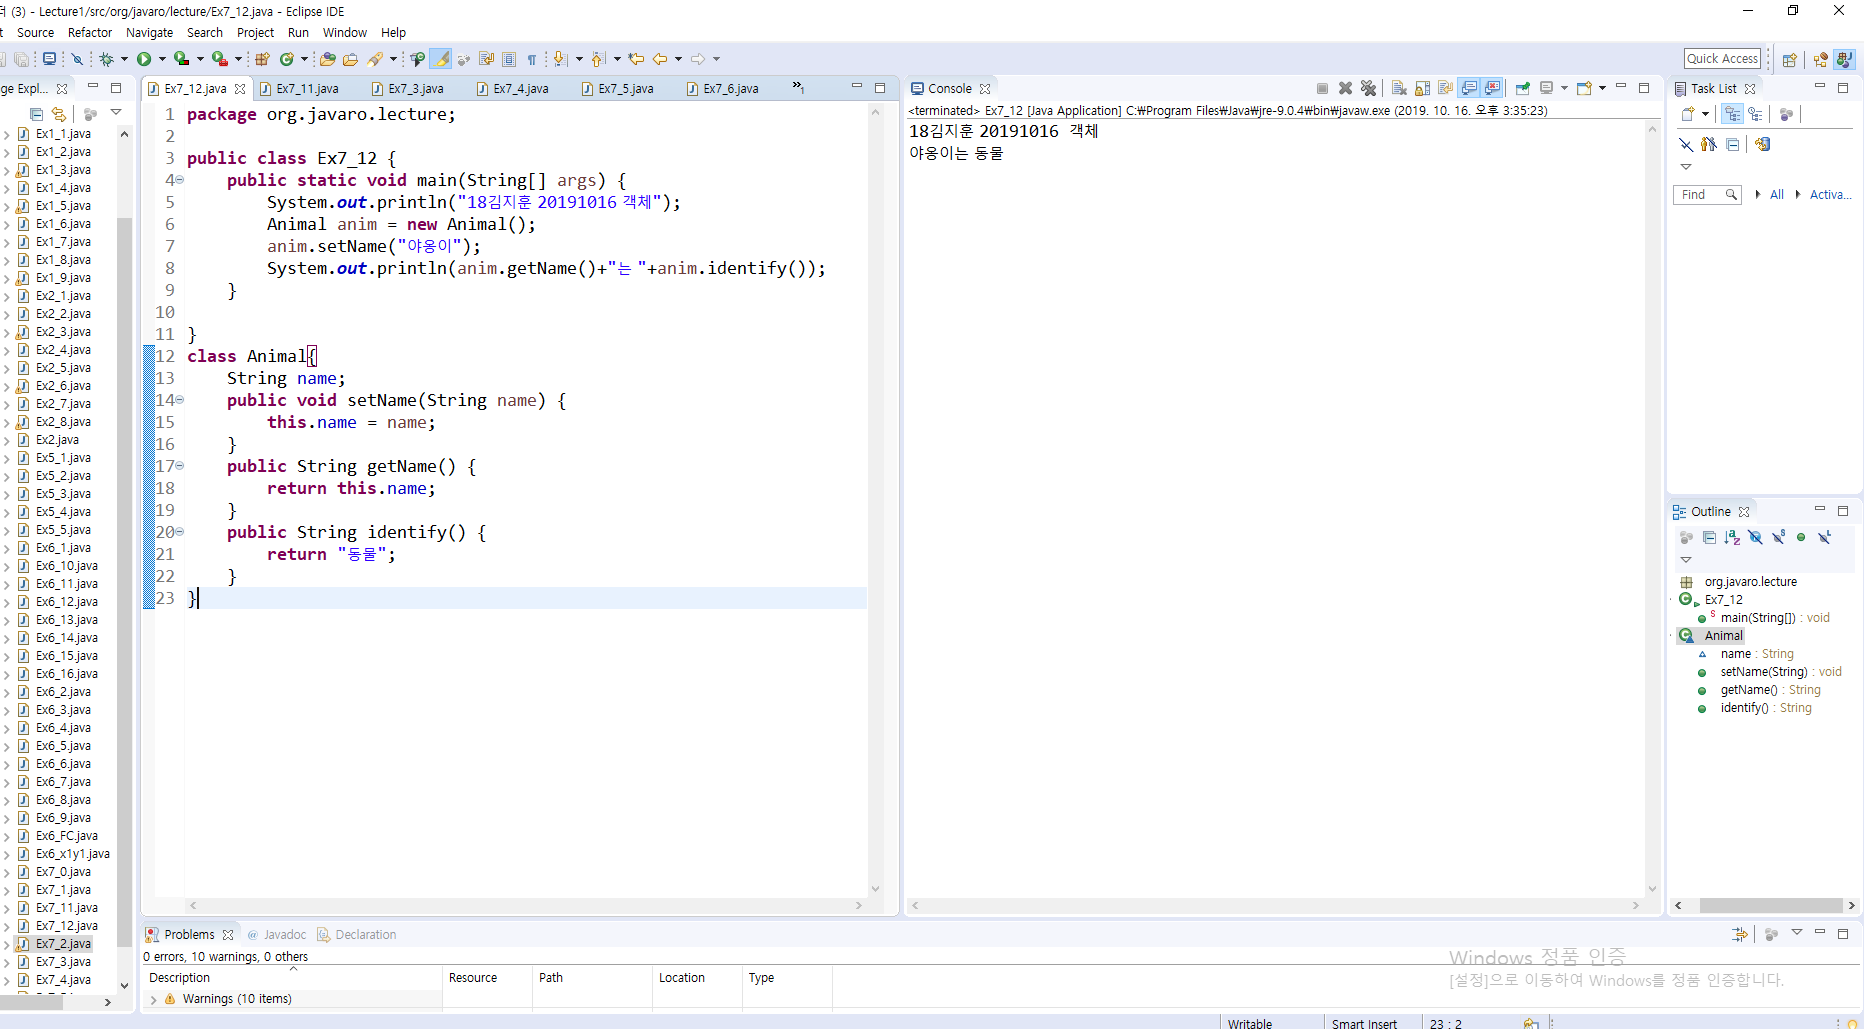 (3) - Lecture1/src/org/javaro/lecture/Ex7_12.java - Eclipse IDE
Source Refactor Navigate Search Project Run Window Help
Quick Access
ge Expl...
Ex1_1.java
Ex1_2.java
Ex1_3.java
Ex1_4.java
Ex1_5.java
Ex1_6.java
Ex1_7.java
Ex1_8.java
Ex1_9.java
Ex2_1.java
Ex2_2.java
Ex2_3.java
Ex2_4.java
Ex2_5.java
Ex2_6.java
Ex2_7.java
Ex2_8.java
Ex2.java
Ex5_1.java
Ex5_2.java
Ex5_3.java
Ex5_4.java
Ex5_5.java
Ex6_1.java
Ex6_10.java
Ex6_11.java
Ex6_12.java
Ex6_13.java
Ex6_14.java
Ex6_15.java
Ex6_16.java
Ex6_2.java
Ex6_3.java
Ex6_4.java
Ex6_5.java
Ex6_6.java
Ex6_7.java
Ex6_8.java
Ex6_9.java
Ex6_FC.java
Ex6_x1y1.java
Ex7_0.java
Ex7_1.java
Ex7_11.java
Ex7_12.java
Ex7_2.java
Ex7_3.java
Ex7_4.java
Ex7_12.java Ex7_11.java Ex7_3.java Ex7_4.java Ex7_5.java Ex7_6.java »1
1 package org.javaro.lecture;
2
3 public class Ex7_12 {
4 public static void main(String[] args) {
5 System.out.println("18김지훈 20191016 객체");
6 Animal anim = new Animal();
7 anim.setName("야옹이");
8 System.out.println(anim.getName()+"는 "+anim.identify());
9 }
10
11 }
12 class Animal{
13 String name;
14 public void setName(String name) {
15 this.name = name;
16 }
17 public String getName() {
18 return this.name;
19 }
20 public String identify() {
21 return "동물";
22 }
23 }
Console
<terminated> Ex7_12 [Java Application] C:₩Program Files₩Java₩jre-9.0.4₩bin₩javaw.exe (2019. 10. 16. 오후 3:35:23)
18김지훈 20191016 객체
야옹이는 동물
Task List
Find All Activa...
Outline
org.javaro.lecture
Ex7_12
main(String[]) : void
Animal
name : String
setName(String) : void
getName() : String
identify() : String
Problems @ Javadoc Declaration
0 errors, 10 warnings, 0 others
Description Resource Path Location Type
Warnings (10 items)
Windows 정품 인증
[설정]으로 이동하여 Windows를 정품 인증합니다.
Writable Smart Insert 23 : 2